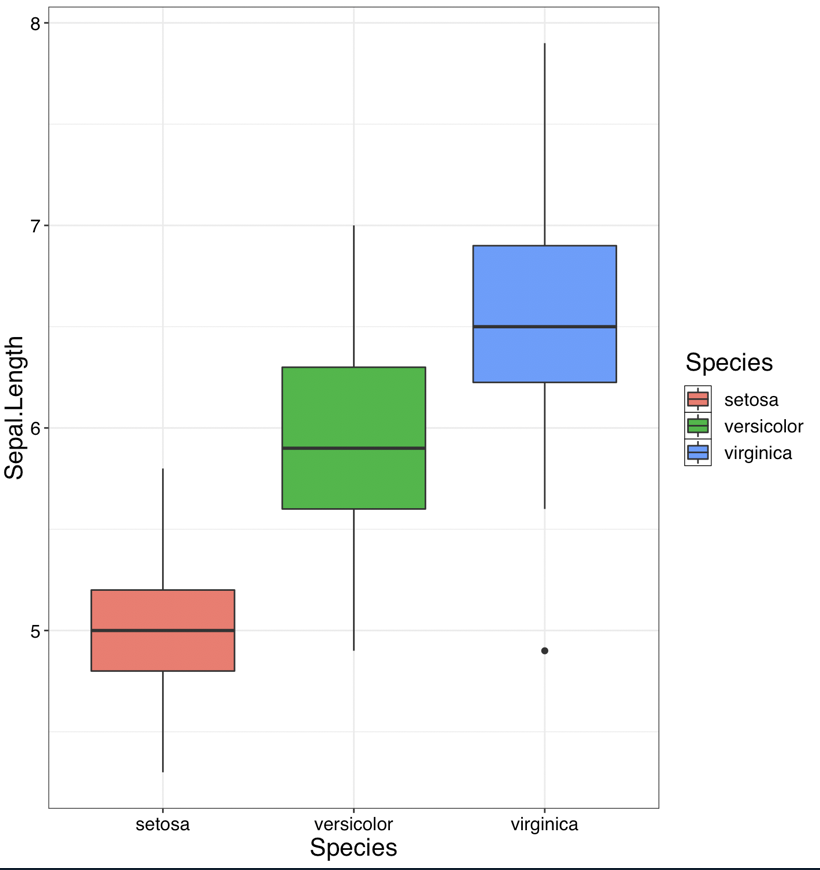 8
7
6
5
Sepal.Length
setosa
versicolor
virginica
Species
Species
setosa
versicolor
virginica